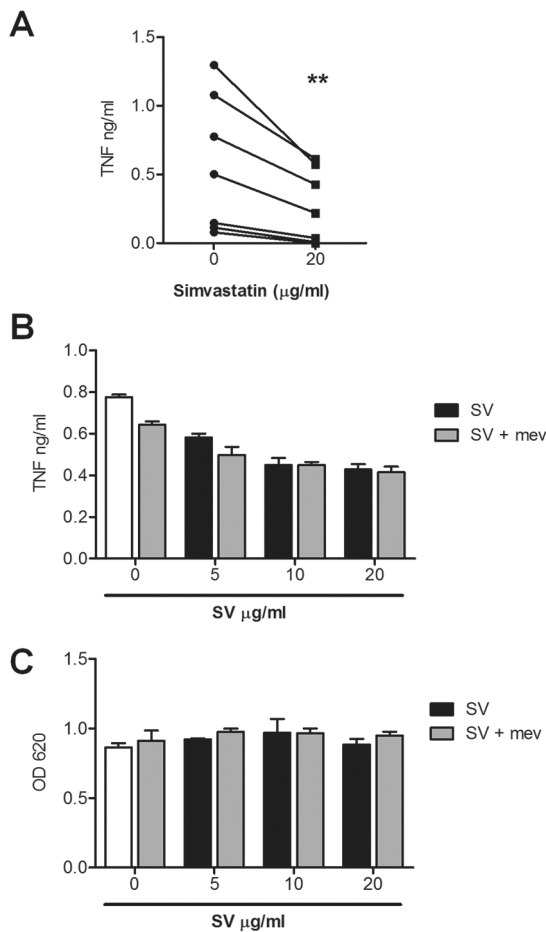 A
1.5
1.0
0.5
0.0
TNF ng/ml
**
0
20
Simvastatin (μg/ml)
B
1.0
0.8
0.6
0.4
0.2
0.0
TNF ng/ml
SV
SV + mev
0
5
10
20
SV μg/ml
C
1.5
1.0
0.5
0.0
OD 620
SV
SV + mev
0
5
10
20
SV μg/ml